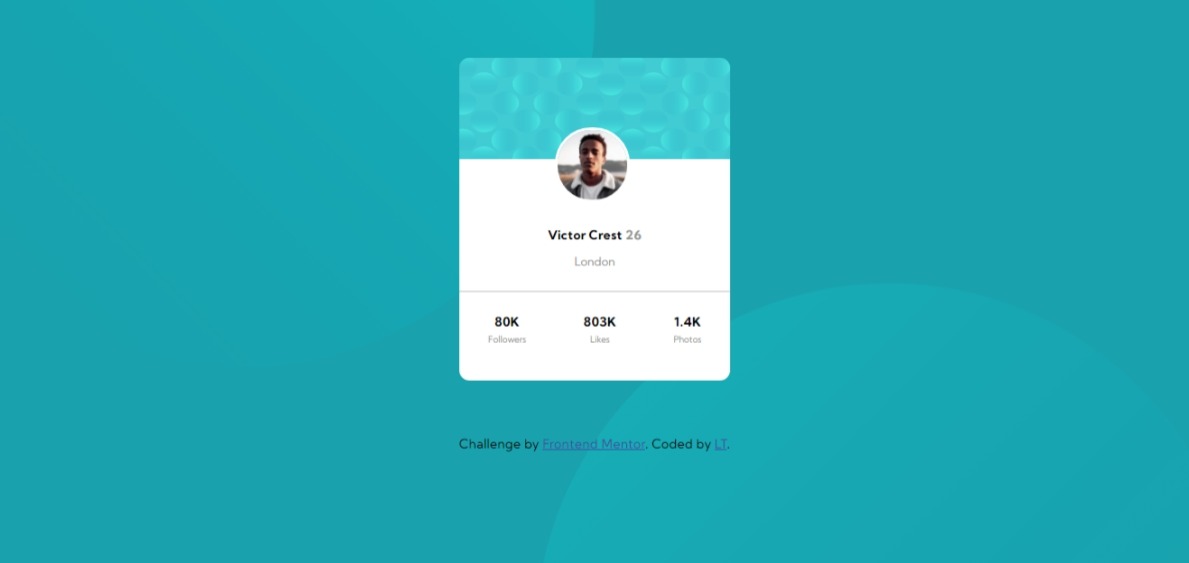 Victor Crest 26
London
80K 803K 1.4K
Followers Likes Photos
Challenge by Frontend Mentor. Coded by LT.